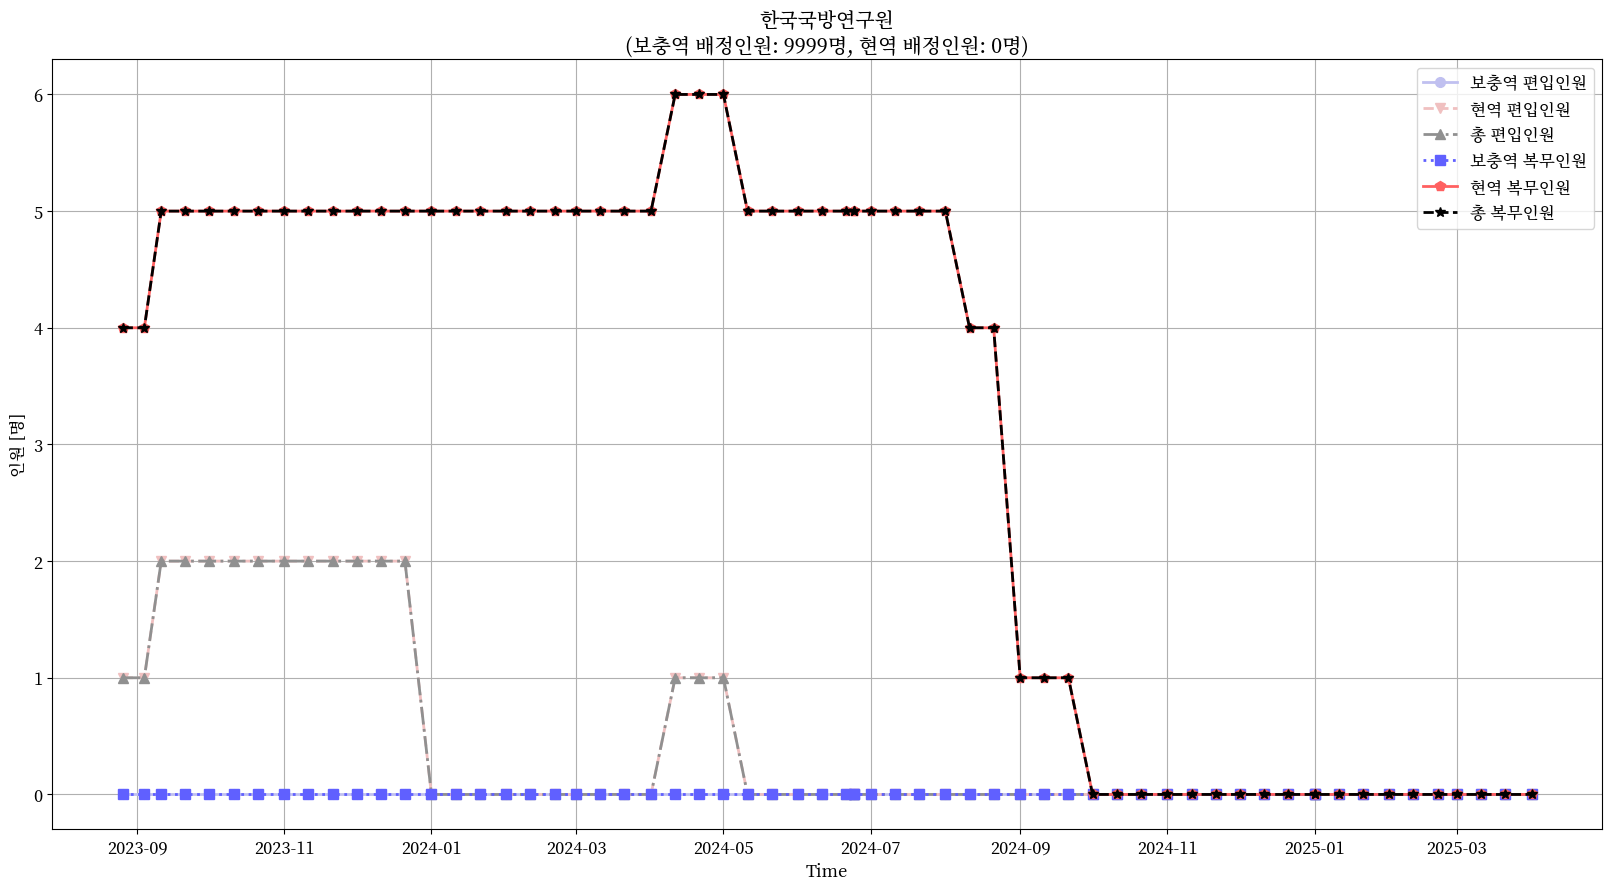 한국국방연구원
(보충역 배정인원: 9999명, 현역 배정인원: 0명)
보충역 편입인원
현역 편입인원
총 편입인원
보충역 복무인원
현역 복무인원
총 복무인원
인원 [명]
6
5
4
3
2
1
0
2023-09 2023-11 2024-01 2024-03 2024-05 2024-07 2024-09 2024-11 2025-01 2025-03
Time